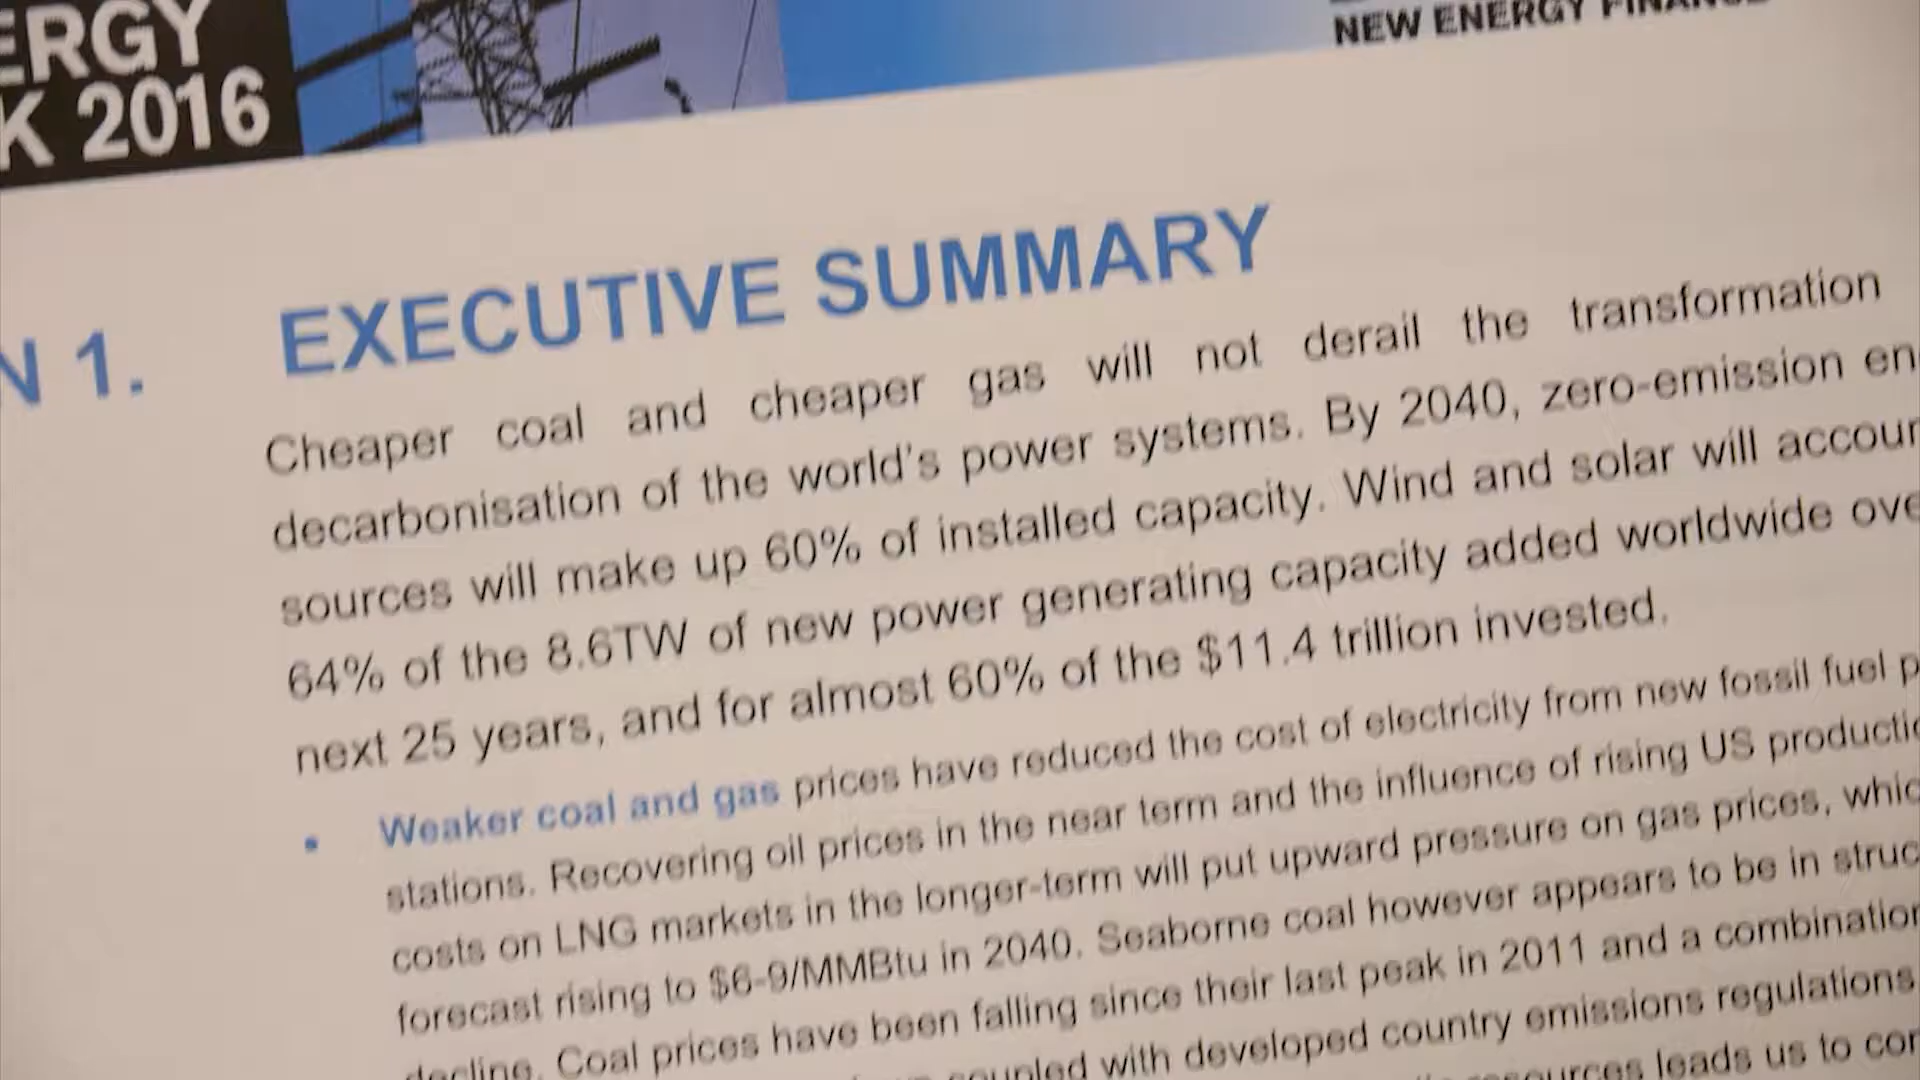 ERGY
K 2016
NEW ENERGY FINANCE
N 1.
EXECUTIVE SUMMARY
Cheaper coal and cheaper gas will not derail the transformation
decarbonisation of the world's power systems. By 2040, zero-emission en
sources will make up 60% of installed capacity. Wind and solar will accoun
64% of the 8.6TW of new power generating capacity added worldwide ove
next 25 years, and for almost 60% of the $11.4 trillion invested.
• Weaker coal and gas prices have reduced the cost of electricity from new fossil fuel p
stations. Recovering oil prices in the near term and the influence of rising US productio
costs on LNG markets in the longer-term will put upward pressure on gas prices, whic
forecast rising to $6-9/MMBtu in 2040. Seaborne coal however appears to be in struc
decline. Coal prices have been falling since their last peak in 2011 and a combination
coupled with developed country emissions regulations,
resources leads us to con